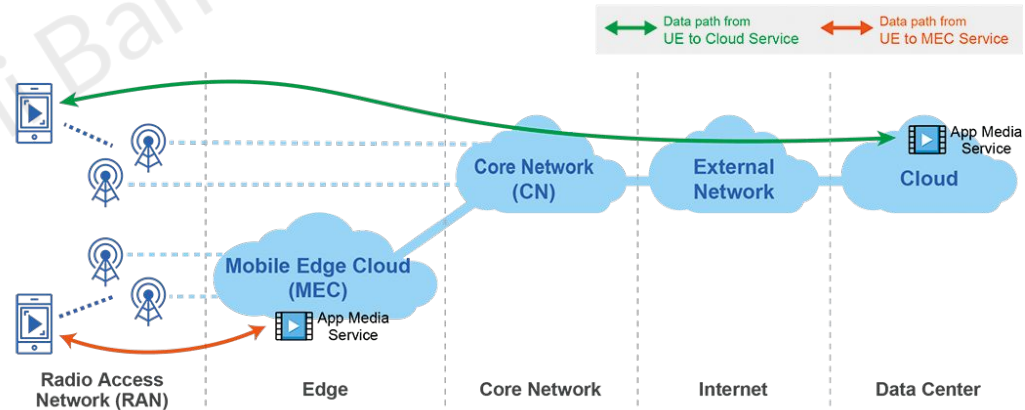 Data path from
UE to Cloud Service
Data path from
UE to MEC Service
App Media
Service
Core Network
(CN)
External
Network
Cloud
Mobile Edge Cloud
(MEC)
App Media
Service
Radio Access
Network (RAN)
Edge
Core Network
Internet
Data Center